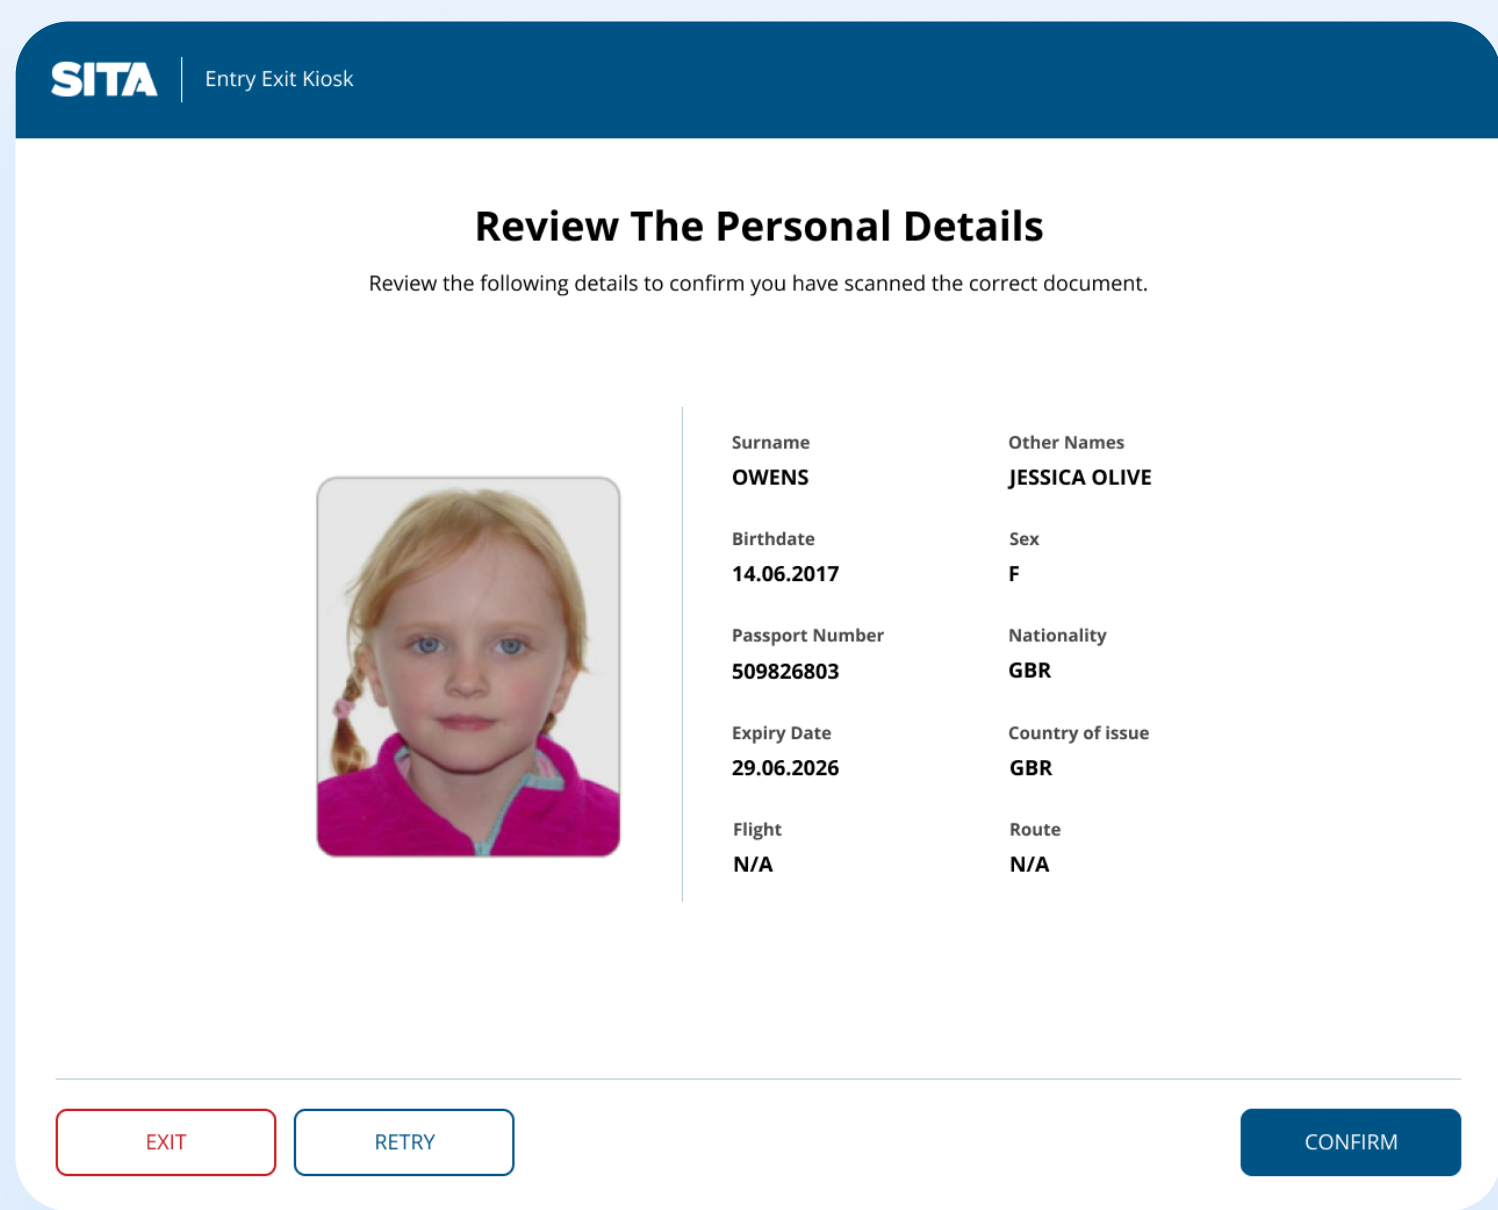 SITA
Entry Exit Kiosk
Review The Personal Details
Review the following details to confirm you have scanned the correct document.
Surname
OWENS
Other Names
JESSICA OLIVE
Birthdate
14.06.2017
Sex
F
Passport Number
509826803
Nationality
GBR
Expiry Date
29.06.2026
Country of issue
GBR
Flight
N/A
Route
N/A
EXIT
RETRY
CONFIRM